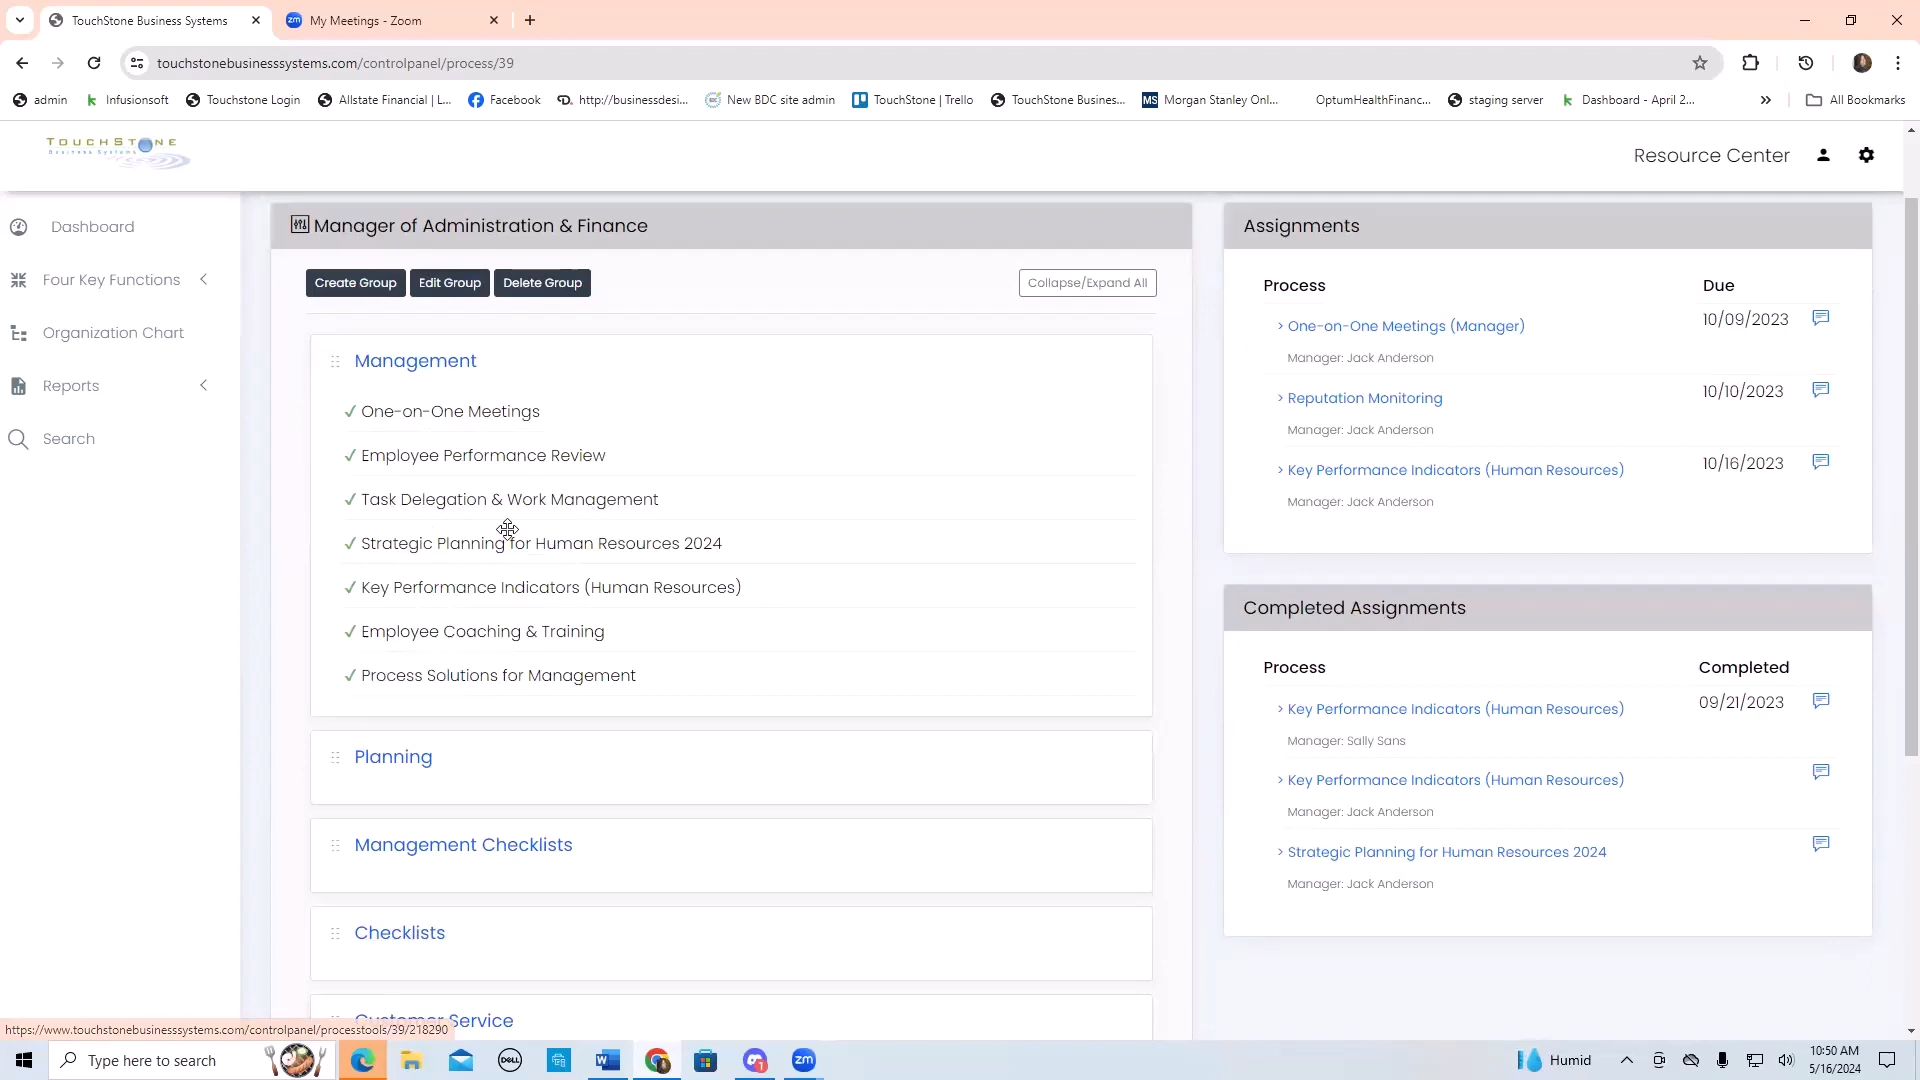 TouchStone Business Systems
My Meetings - Zoom
touchstonebusinesssystems.com/controlpanel/process/39
admin
Infusionsoft
Touchstone Login
Allstate Financial | L...
Facebook
http://businessdesi...
New BDC site admin
TouchStone | Trello
TouchStone Busines...
Morgan Stanley Onl...
OptumHealthFinanc...
staging server
Dashboard - April 2...
All Bookmarks
TOUCHSTONE
Business Systems
Resource Center
Dashboard
Four Key Functions
Organization Chart
Reports
Search
Manager of Administration & Finance
Create Group
Edit Group
Delete Group
Collapse/Expand All
Management
One-on-One Meetings
Employee Performance Review
Task Delegation & Work Management
Strategic Planning for Human Resources 2024
Key Performance Indicators (Human Resources)
Employee Coaching & Training
Process Solutions for Management
Planning
Management Checklists
Checklists
Customer Service
Assignments
Process Due
One-on-One Meetings (Manager) 10/09/2023
Manager: Jack Anderson
Reputation Monitoring 10/10/2023
Manager: Jack Anderson
Key Performance Indicators (Human Resources) 10/16/2023
Manager: Jack Anderson
Completed Assignments
Process Completed
Key Performance Indicators (Human Resources) 09/21/2023
Manager: Sally Sans
Key Performance Indicators (Human Resources)
Manager: Jack Anderson
Strategic Planning for Human Resources 2024
Manager: Jack Anderson
https://www.touchstonebusinesssystems.com/controlpanel/processtools/39/218290
Type here to search
DELL
zm
Humid
10:50 AM
5/16/2024